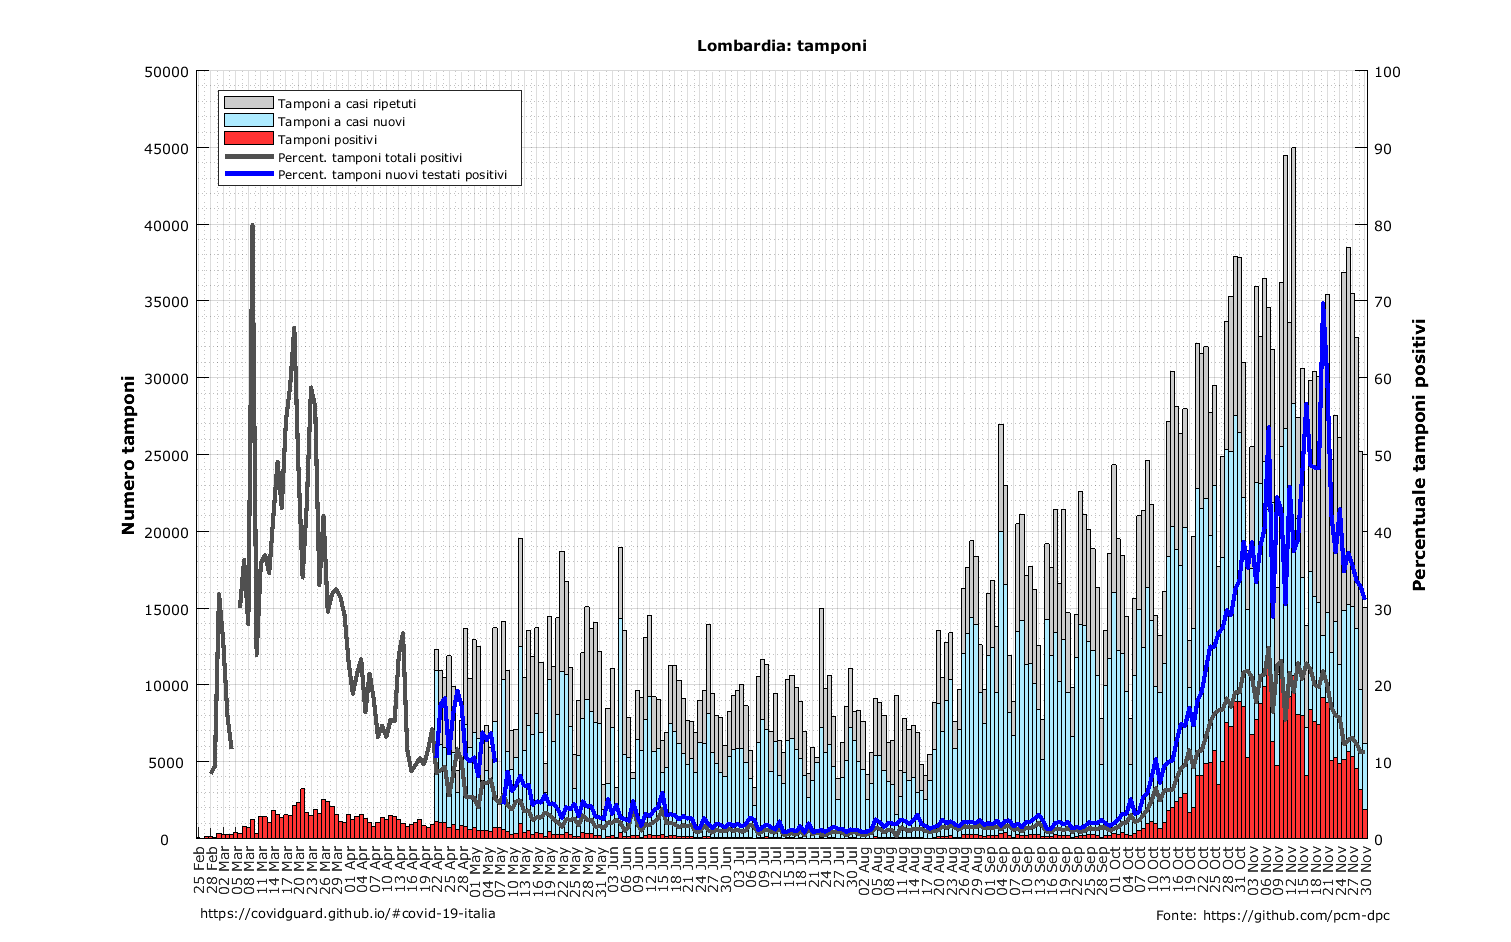 Lombardia: tamponi
50000
45000
40000
35000
30000
25000
20000
15000
10000
5000
0
100
90
80
70
60
50
40
30
20
10
0
Tamponi a casi ripetuti
Tamponi a casi nuovi
Tamponi positivi
Percent. tamponi totali positivi
Percent. tamponi nuovi testati positivi
Numero tamponi
Percentuale tamponi positivi
25 Feb
28 Feb
02 Mar
05 Mar
08 Mar
11 Mar
14 Mar
17 Mar
20 Mar
23 Mar
26 Mar
29 Mar
01 Apr
04 Apr
07 Apr
10 Apr
13 Apr
16 Apr
19 Apr
22 Apr
25 Apr
28 Apr
01 May
04 May
07 May
10 May
13 May
16 May
19 May
22 May
25 May
28 May
31 May
03 Jun
06 Jun
09 Jun
12 Jun
15 Jun
18 Jun
21 Jun
24 Jun
27 Jun
30 Jun
03 Jul
06 Jul
09 Jul
12 Jul
15 Jul
18 Jul
21 Jul
24 Jul
27 Jul
30 Jul
02 Aug
05 Aug
08 Aug
11 Aug
14 Aug
17 Aug
20 Aug
23 Aug
26 Aug
29 Aug
01 Sep
04 Sep
07 Sep
10 Sep
13 Sep
16 Sep
19 Sep
22 Sep
25 Sep
28 Sep
01 Oct
04 Oct
07 Oct
10 Oct
13 Oct
16 Oct
19 Oct
22 Oct
25 Oct
28 Oct
31 Oct
03 Nov
06 Nov
09 Nov
12 Nov
15 Nov
18 Nov
21 Nov
24 Nov
27 Nov
30 Nov
https://covidguard.github.io/#covid-19-italia
Fonte: https://github.com/pcm-dpc